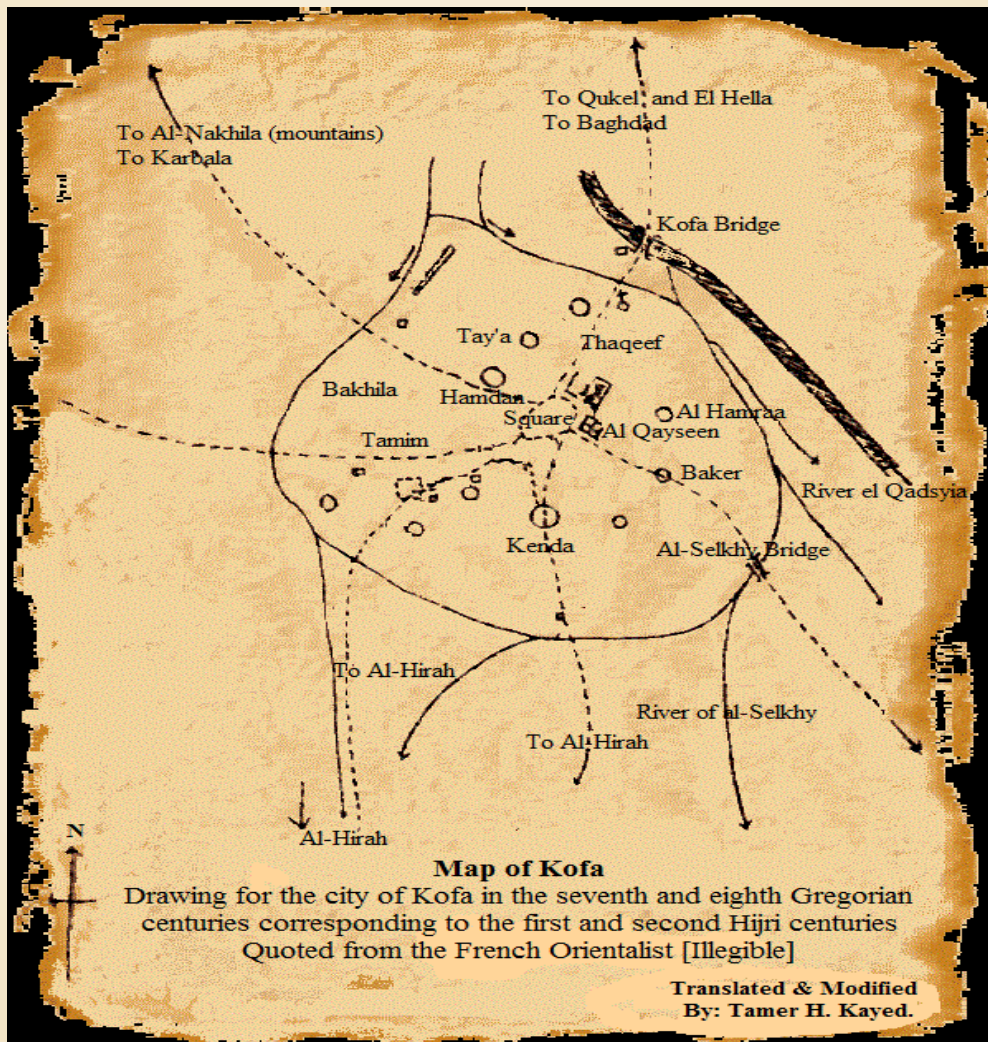 To Qukel and El Hella
To Baghdad
To Al-Nakhila (mountains)
To Karbala
Kofa Bridge
Tay'a
Thaqeef
Bakhila
Hamdan
Square
Al Hamraa
Al Qayseen
Tamim
Baker
River el Qadsyia
Kenda
Al-Selkhy Bridge
To Al-Hirah
River of al-Selkhy
To Al-Hirah
Al-Hirah
N
Map of Kofa
Drawing for the city of Kofa in the seventh and eighth Gregorian
centuries corresponding to the first and second Hijri centuries
Quoted from the French Orientalist [Illegible]
Translated & Modified
By: Tamer H. Kayed.